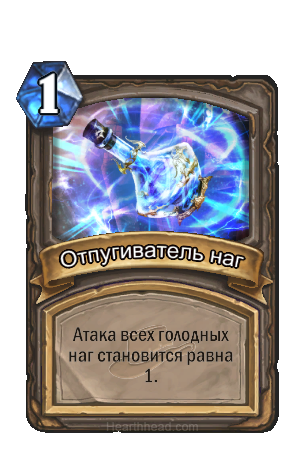 1
Отпугиватель наг
Атака всех голодных
наг становится равна
1.
Hearthhead.com